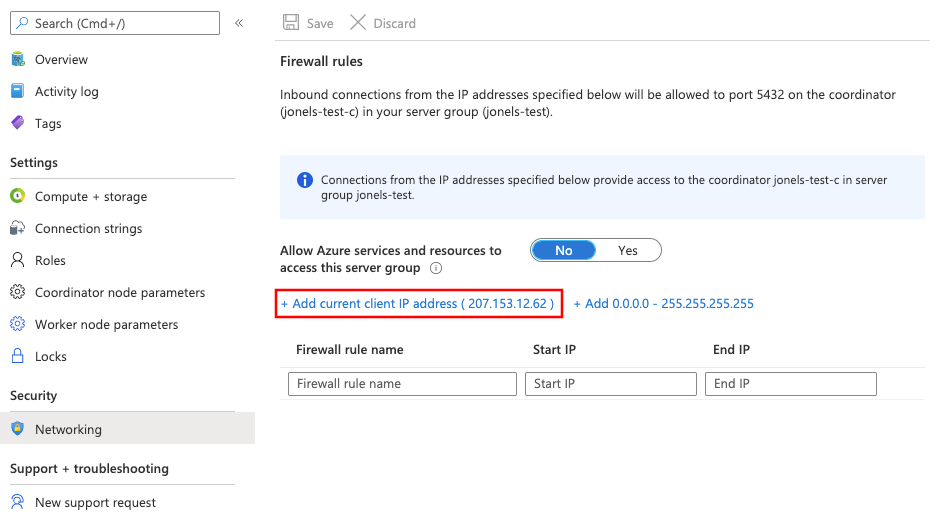 Search (Cmd+/)
«
Overview
Activity log
Tags
Settings
Compute + storage
Connection strings
Roles
Coordinator node parameters
Worker node parameters
Locks
Security
Networking
Support + troubleshooting
New support request
Save Discard
Firewall rules
Inbound connections from the IP addresses specified below will be allowed to port 5432 on the coordinator
(jonels-test-c) in your server group (jonels-test).
Connections from the IP addresses specified below provide access to the coordinator jonels-test-c in server
group jonels-test.
Allow Azure services and resources to
access this server group
No Yes
+ Add current client IP address ( 207.153.12.62 ) + Add 0.0.0.0 - 255.255.255.255
Firewall rule name Start IP End IP
Firewall rule name Start IP End IP